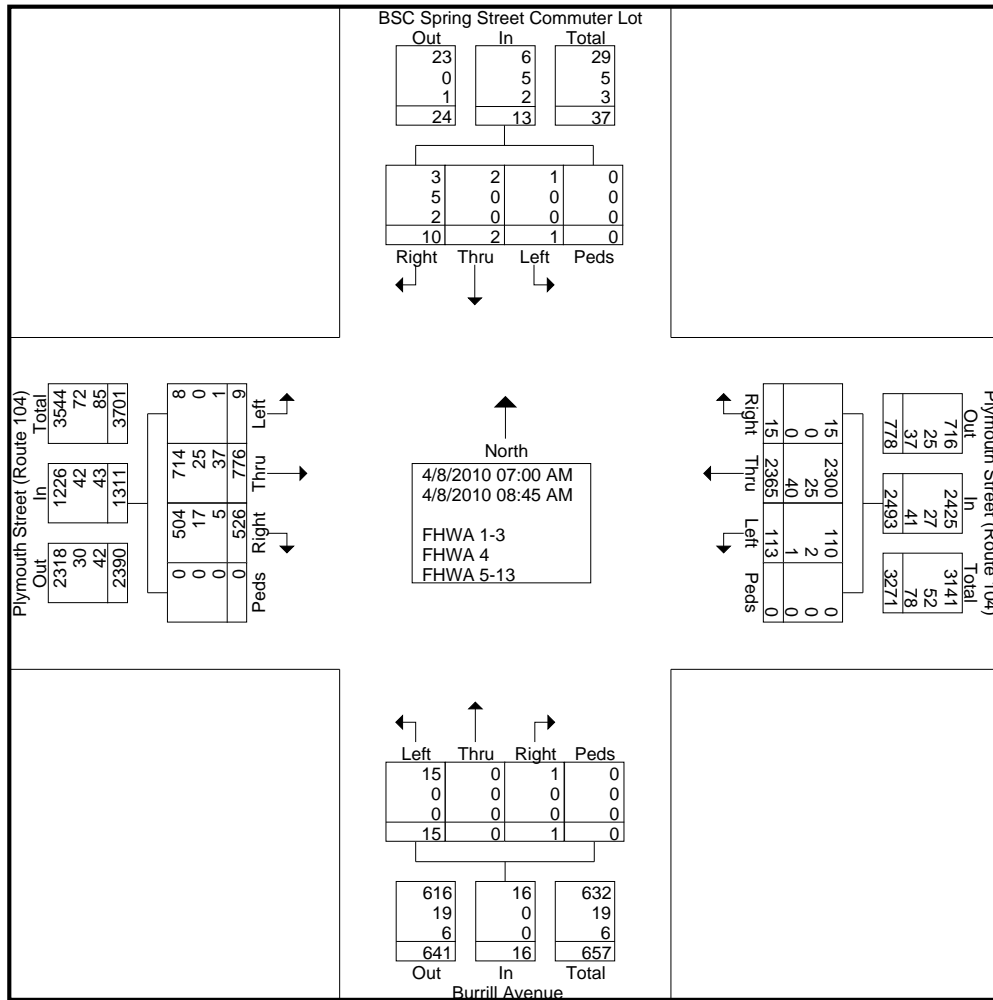 BSC Spring Street Commuter Lot
Out In Total
23 6 29
0 5 5
1 2 3
24 13 37
3 2 1 0
5 0 0 0
2 0 0 0
10 2 1 0
Right Thru Left Peds
Plymouth Street (Route 104)
Total In Out
3544 1226 2318
72 42 30
85 43 42
3701 1311 2390
Left Thru Right Peds
8 714 504 0
0 25 17 0
1 37 5 0
9 776 526 0
North
4/8/2010 07:00 AM
4/8/2010 08:45 AM
FHWA 1-3
FHWA 4
FHWA 5-13
Right Thru Left Peds
15 2300 110 0
0 25 2 0
0 40 1 0
15 2365 113 0
Plymouth Street (Route 104)
Out In Total
716 2425 3141
25 27 52
37 41 78
778 2493 3271
Left Thru Right Peds
15 0 1 0
0 0 0 0
0 0 0 0
15 0 1 0
616 16 632
19 0 19
6 0 6
641 16 657
Out In Total
Burrill Avenue